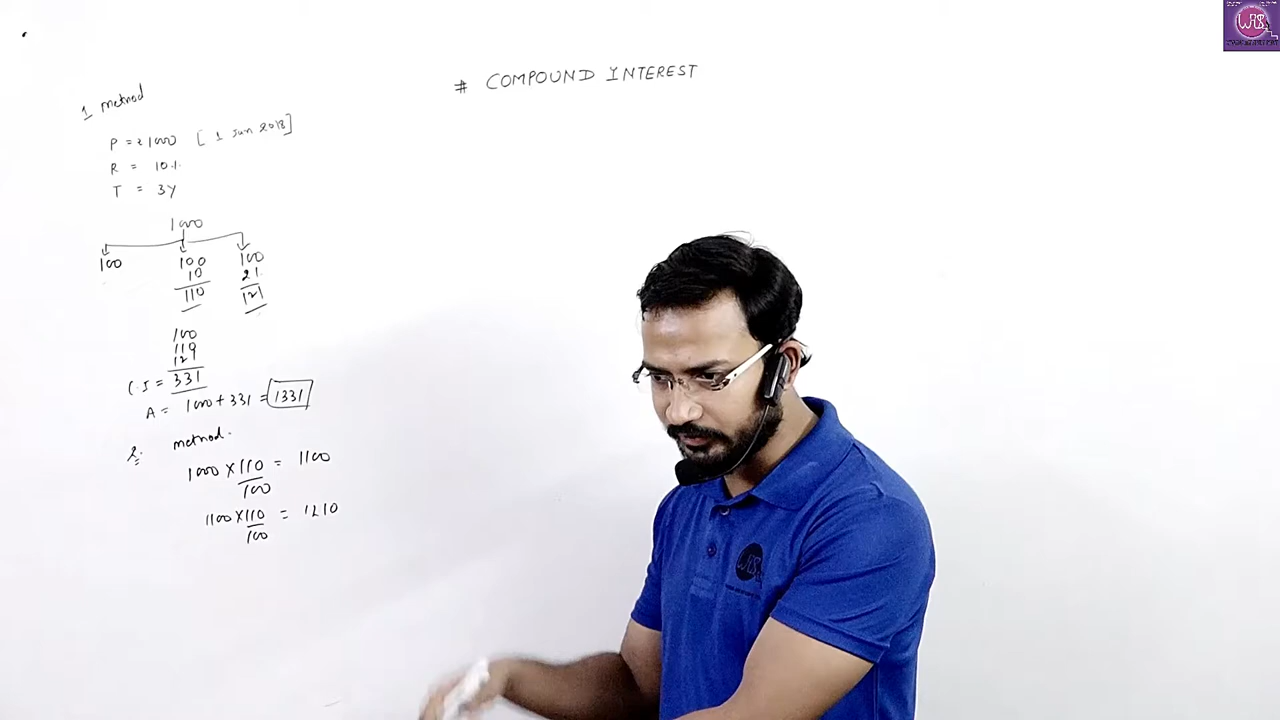 # COMPOUND INTEREST
1 method
P = ₹1000 [ 1 Jan 2018]
R = 10%
T = 3y
1000
100 100 100
10 21
110 121
100
110
121
C.I = 331
A = 1000 + 331 = 1331
2. method.
1000 × 110 = 1100
100
1100 × 110 = 1210
100
WAS